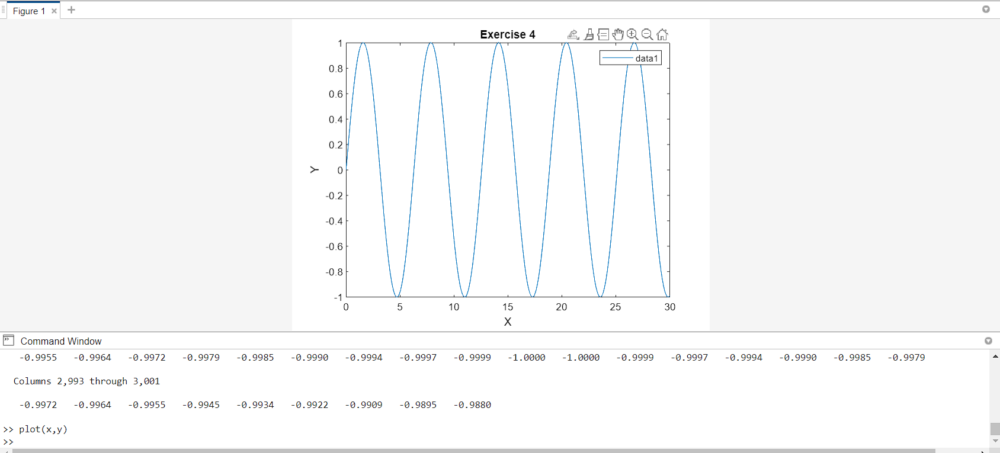 Figure 1 × +
Exercise 4
data1
1
0.8
0.6
0.4
0.2
0
-0.2
-0.4
-0.6
-0.8
-1
Y
0 5 10 15 20 25 30
X
Command Window
-0.9955 -0.9964 -0.9972 -0.9979 -0.9985 -0.9990 -0.9994 -0.9997 -0.9999 -1.0000 -1.0000 -0.9999 -0.9997 -0.9994 -0.9990 -0.9985 -0.9979
Columns 2,993 through 3,001
-0.9972 -0.9964 -0.9955 -0.9945 -0.9934 -0.9922 -0.9909 -0.9895 -0.9880
>> plot(x,y)
>>